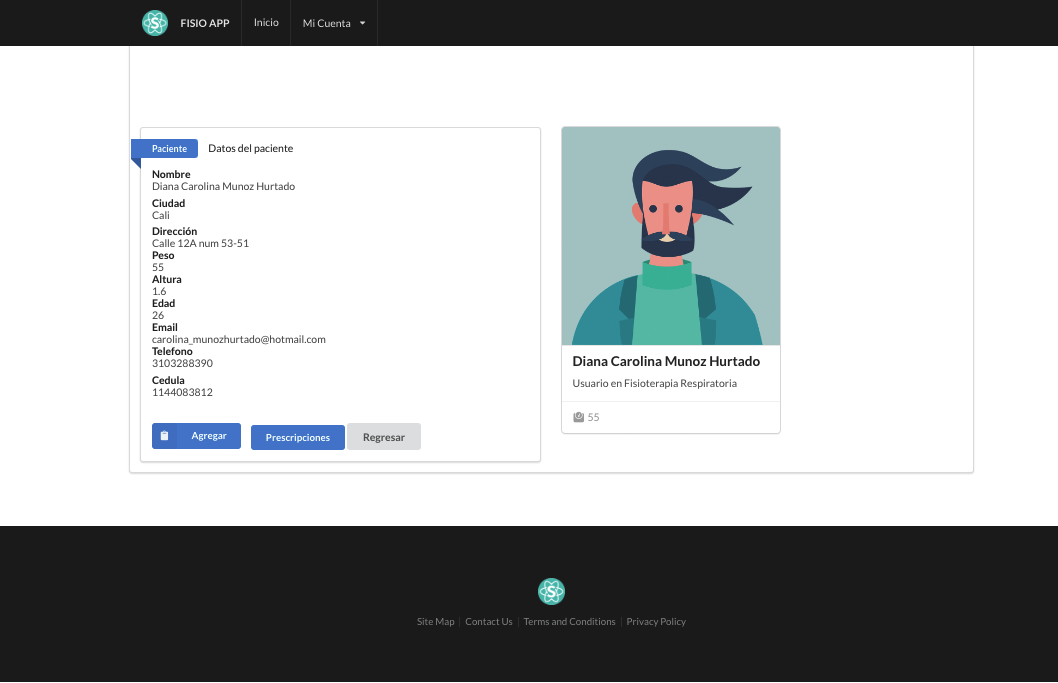 FISIO APP
Inicio
Mi Cuenta
Paciente
Datos del paciente
Nombre
Diana Carolina Munoz Hurtado
Ciudad
Cali
Dirección
Calle 12A num 53-51
Peso
55
Altura
1.6
Edad
26
Email
carolina_munozhurtado@hotmail.com
Telefono
3103288390
Cedula
1144083812
Agregar
Prescripciones
Regresar
Diana Carolina Munoz Hurtado
Usuario en Fisioterapia Respiratoria
55
S
Site Map
Contact Us
Terms and Conditions
Privacy Policy